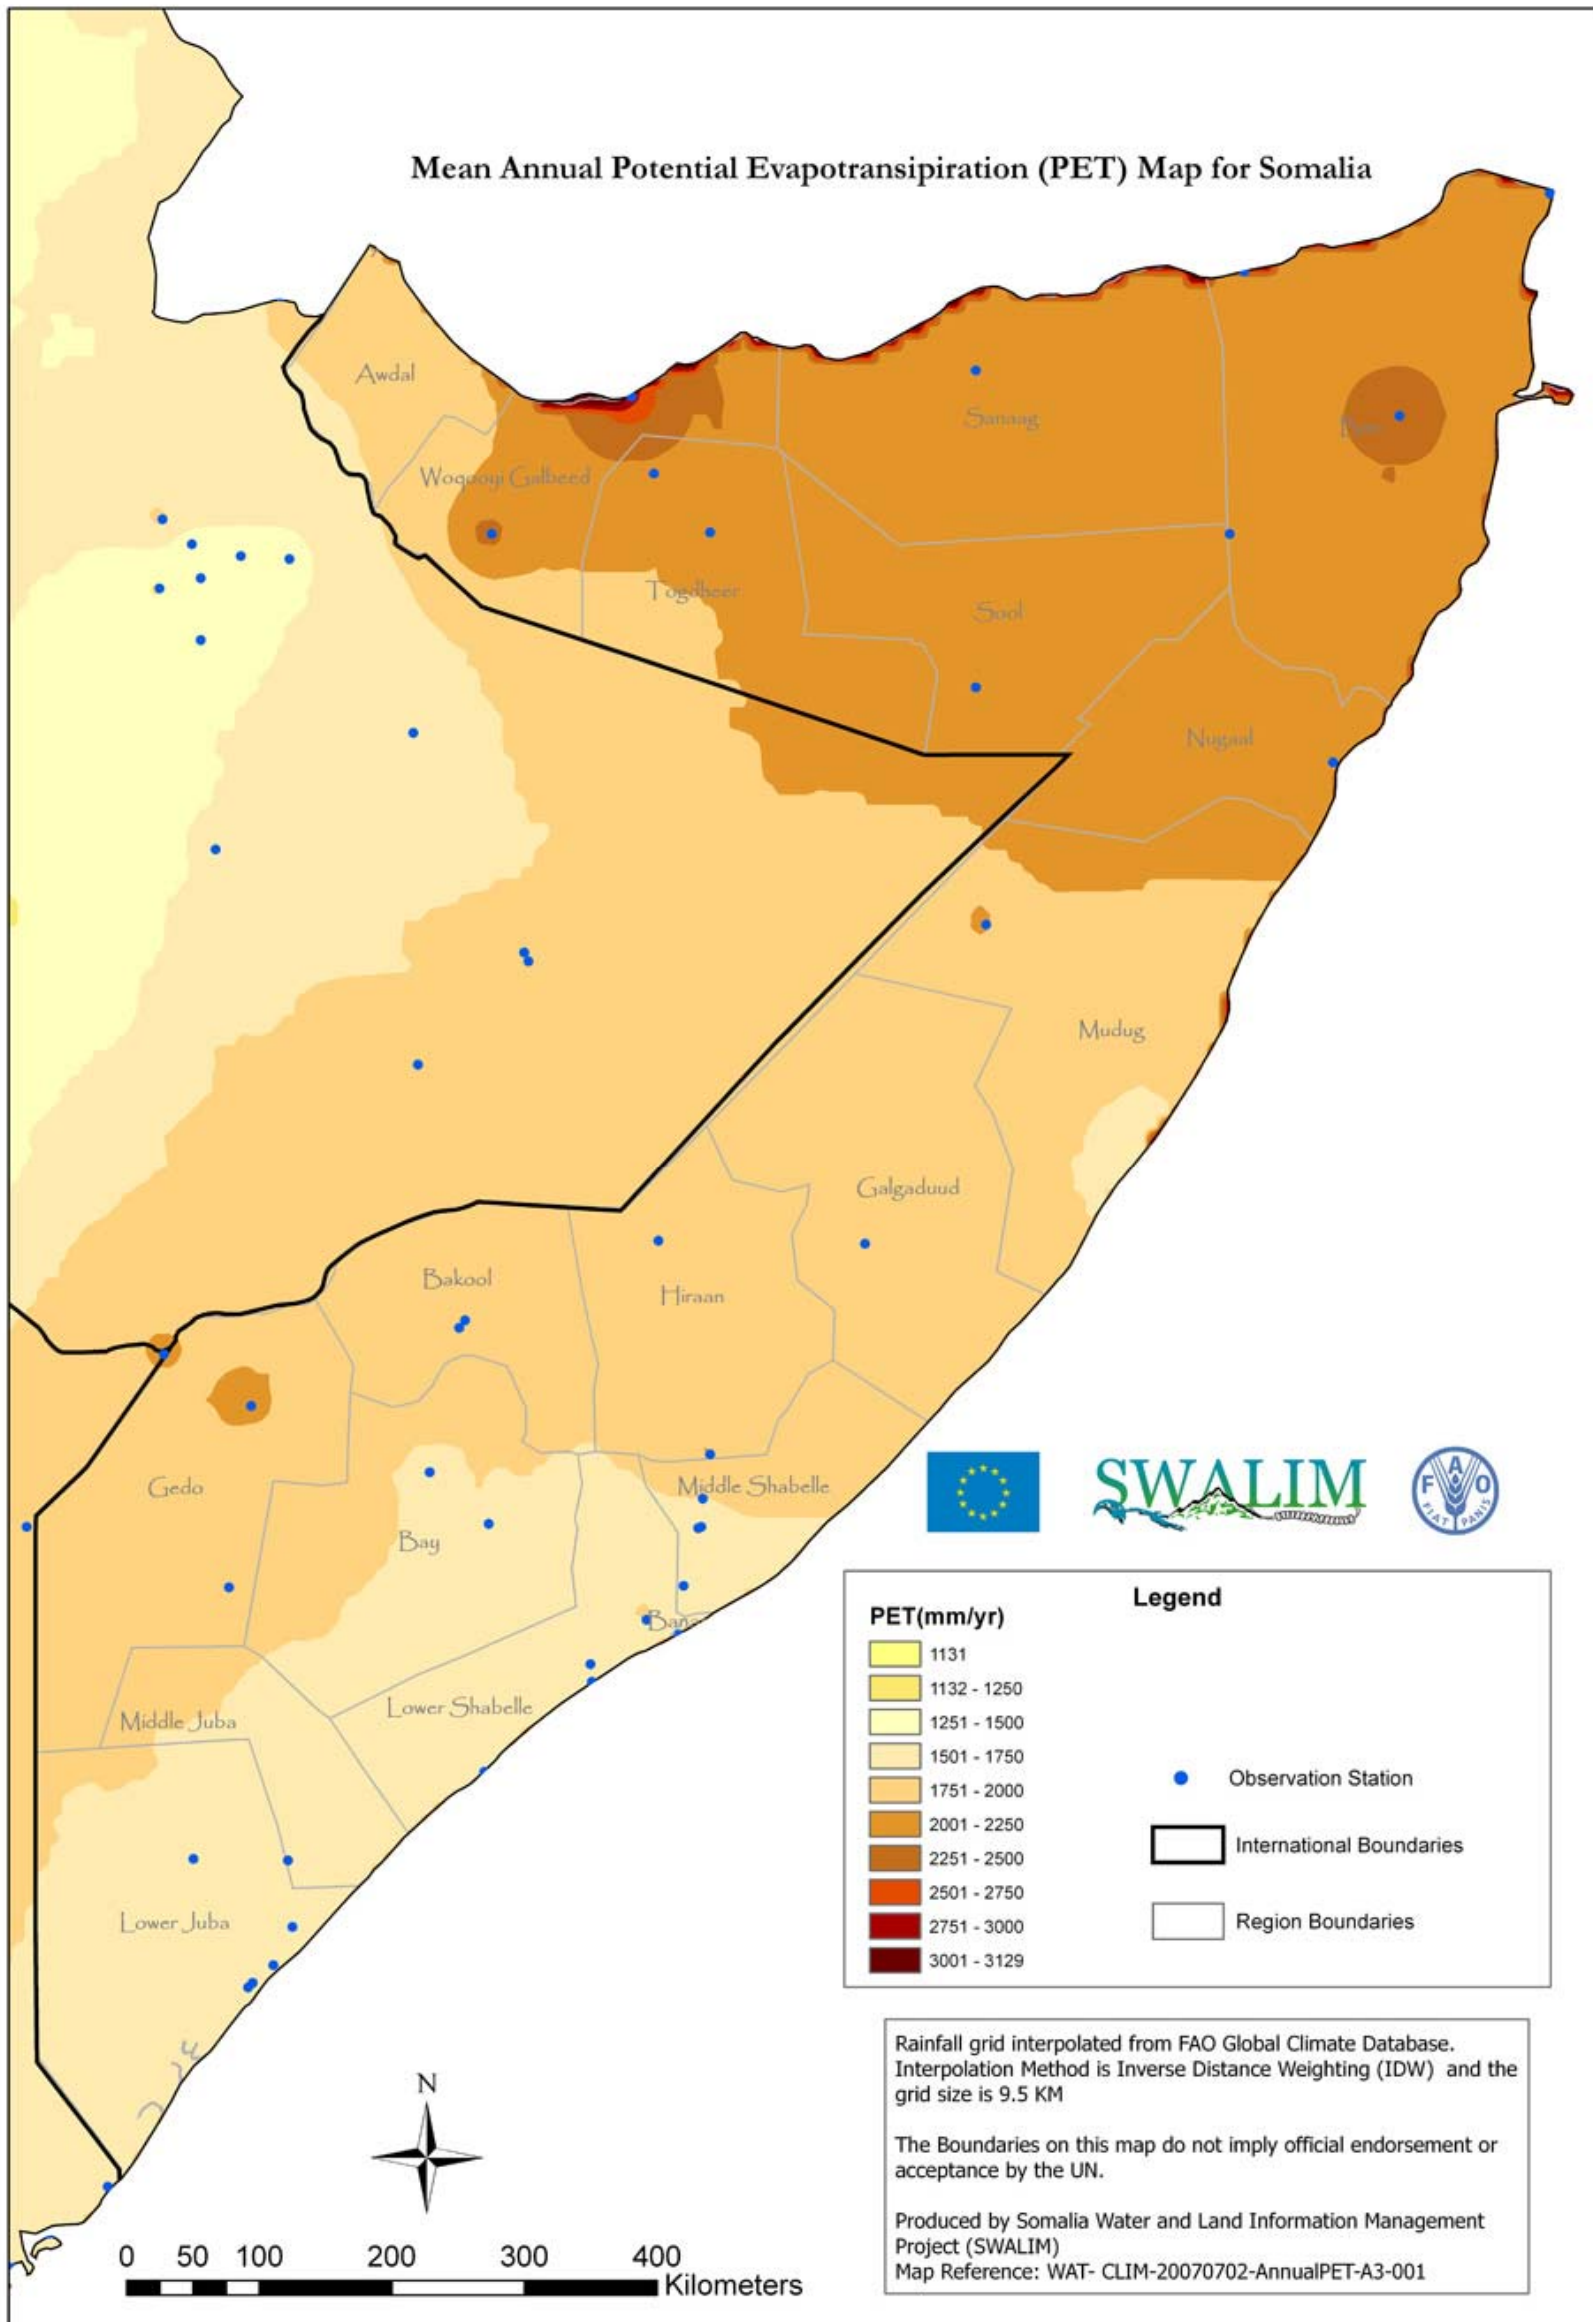 Mean Annual Potential Evapotransipiration (PET) Map for Somalia
Awdal
Woqooyi Galbeed
Sanaag
Togdheer
Sool
Nugaal
Mudug
Galgaduud
Bakool
Hiraan
Gedo
Middle Shabelle
Bay
Lower Shabelle
Middle Juba
Lower Juba
SWALIM
FAO
FIAT PANIS
Legend
PET(mm/yr)
1131
1132 - 1250
1251 - 1500
1501 - 1750
1751 - 2000
2001 - 2250
2251 - 2500
2501 - 2750
2751 - 3000
3001 - 3129
Observation Station
International Boundaries
Region Boundaries
Rainfall grid interpolated from FAO Global Climate Database.
Interpolation Method is Inverse Distance Weighting (IDW) and the
grid size is 9.5 KM
The Boundaries on this map do not imply official endorsement or
acceptance by the UN.
Produced by Somalia Water and Land Information Management
Project (SWALIM)
Map Reference: WAT- CLIM-20070702-AnnualPET-A3-001
N
0 50 100 200 300 400
Kilometers